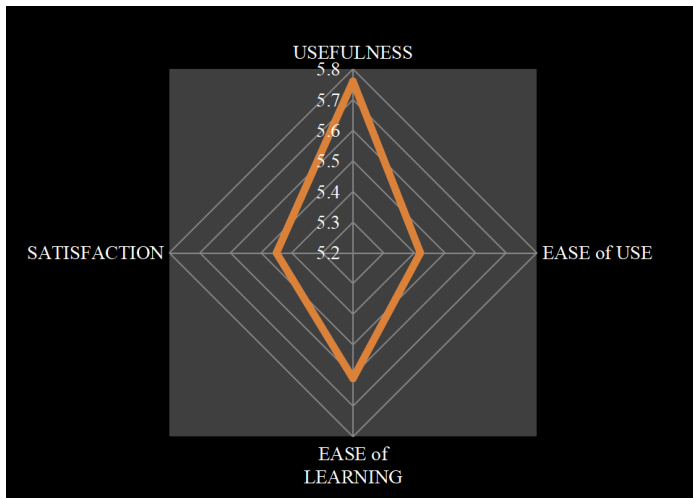 USEFULNESS
5.8
5.7
5.6
5.5
5.4
5.3
5.2
SATISFACTION
EASE of USE
EASE of
LEARNING